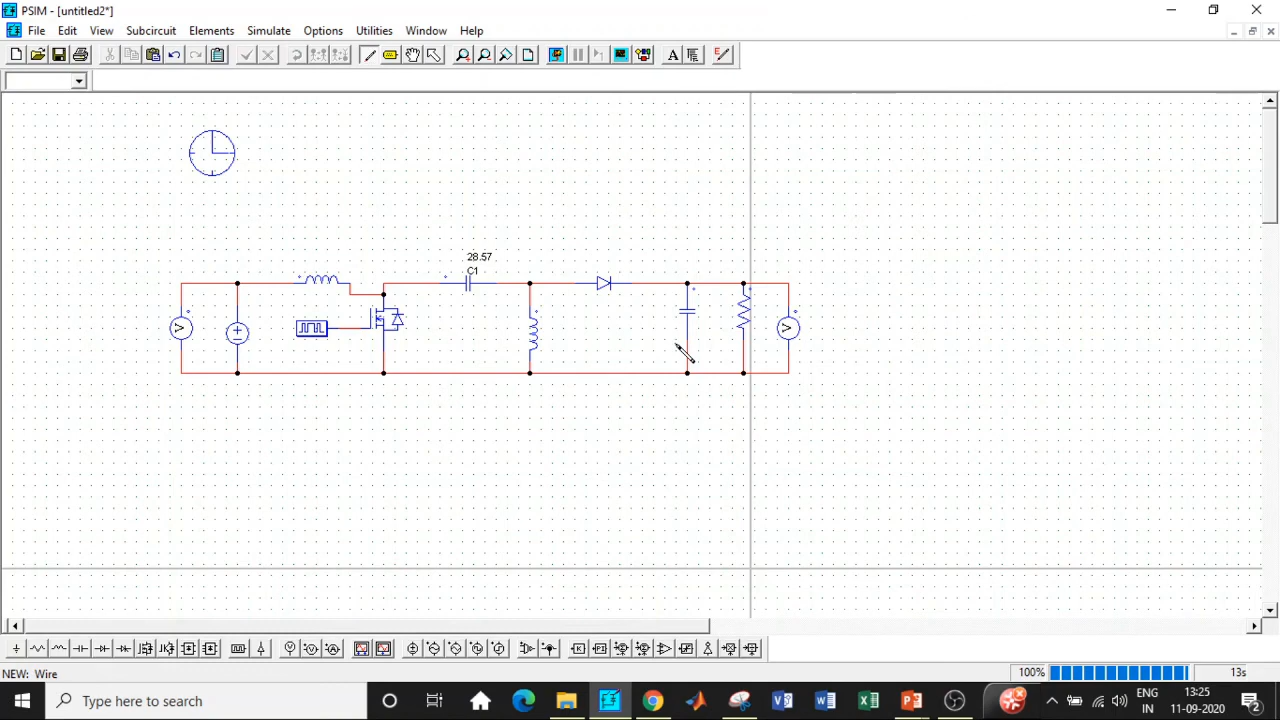 PSIM - [untitled2*]
File Edit View Subcircuit Elements Simulate Options Utilities Window Help
28.57
C1
NEW: Wire
100%
13s
Type here to search
ENG
IN
13:25
11-09-2020
2